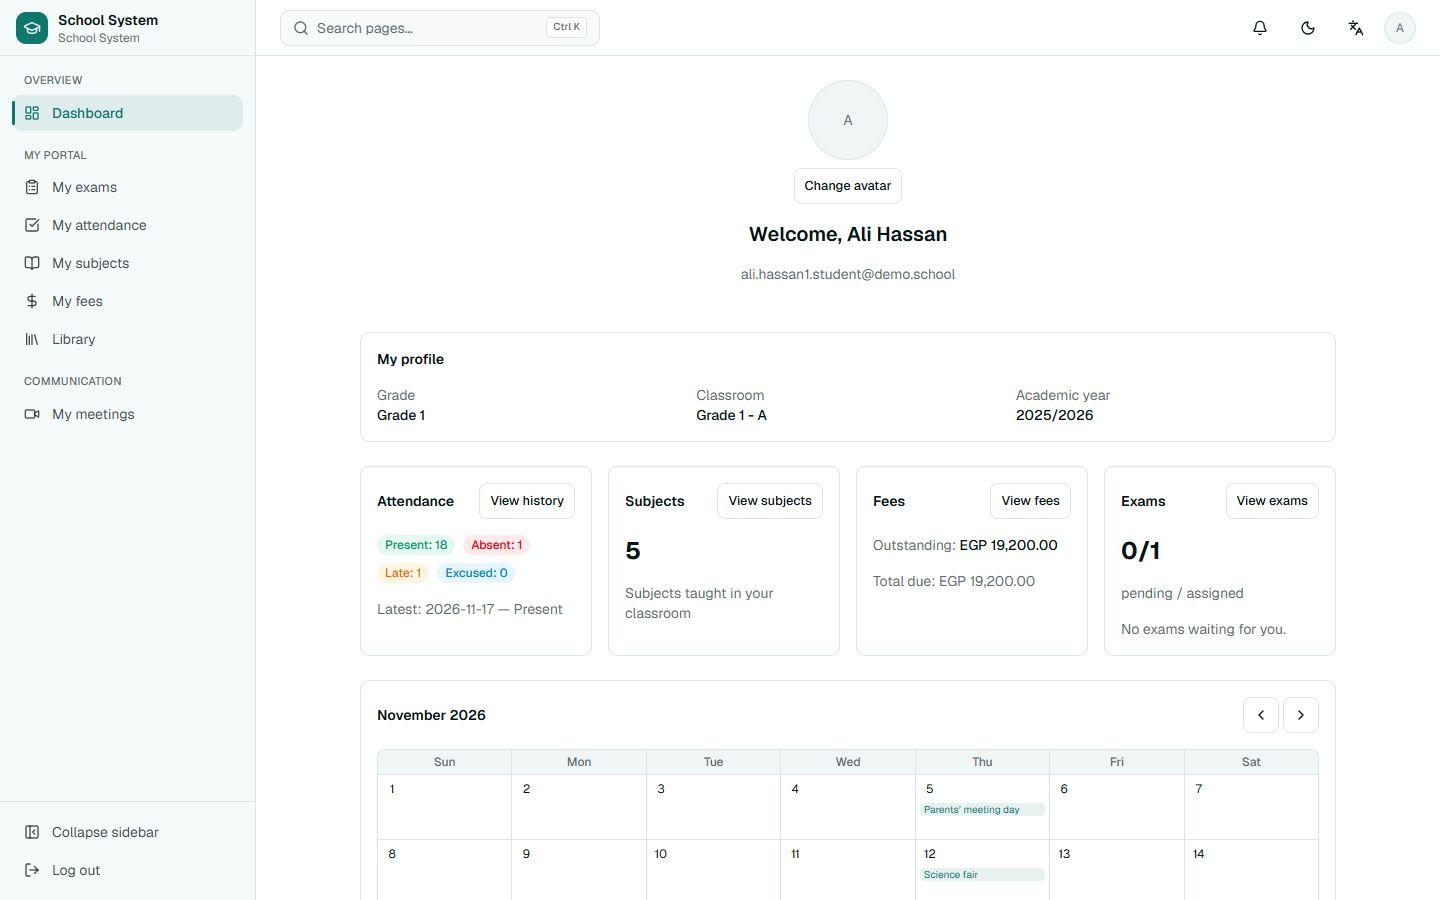 School System
School System
Search pages...
Ctrl K
A
OVERVIEW
Dashboard
MY PORTAL
My exams
My attendance
My subjects
My fees
Library
COMMUNICATION
My meetings
Collapse sidebar
Log out
A
Change avatar
Welcome, Ali Hassan
ali.hassan1.student@demo.school
My profile
Grade
Grade 1
Classroom
Grade 1 - A
Academic year
2025/2026
Attendance
View history
Present: 18
Absent: 1
Late: 1
Excused: 0
Latest: 2026-11-17 — Present
Subjects
View subjects
5
Subjects taught in your
classroom
Fees
View fees
Outstanding: EGP 19,200.00
Total due: EGP 19,200.00
Exams
View exams
0/1
pending / assigned
No exams waiting for you.
November 2026
Sun Mon Tue Wed Thu Fri Sat
1 2 3 4 5 6 7
Parents' meeting day
8 9 10 11 12 13 14
Science fair